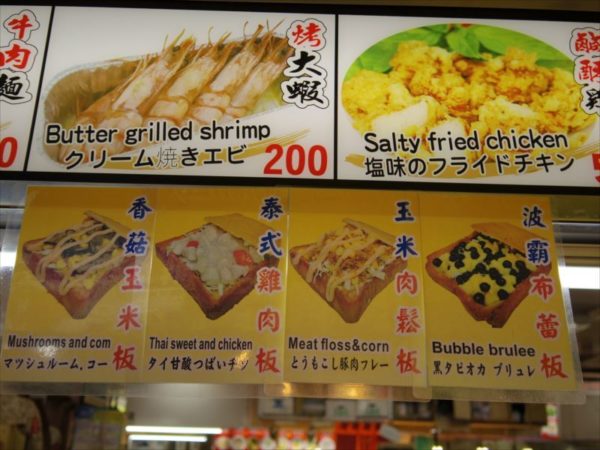 牛肉麵
0
烤大蝦
Butter grilled shrimp
クリーム焼きエビ
200
鹹酥雞
Salty fried chicken
塩味のフライドチキン
5
香菇玉米板
Mushrooms and corn
マツシュルーム.コー
泰式雞肉板
Thai sweet and chicken
タイ甘酸つばいチツ
玉米肉鬆板
Meat floss&corn
とうもこし豚肉フレー
波霸布蕾板
Bubble brulee
黒タピオカ ブリュレ